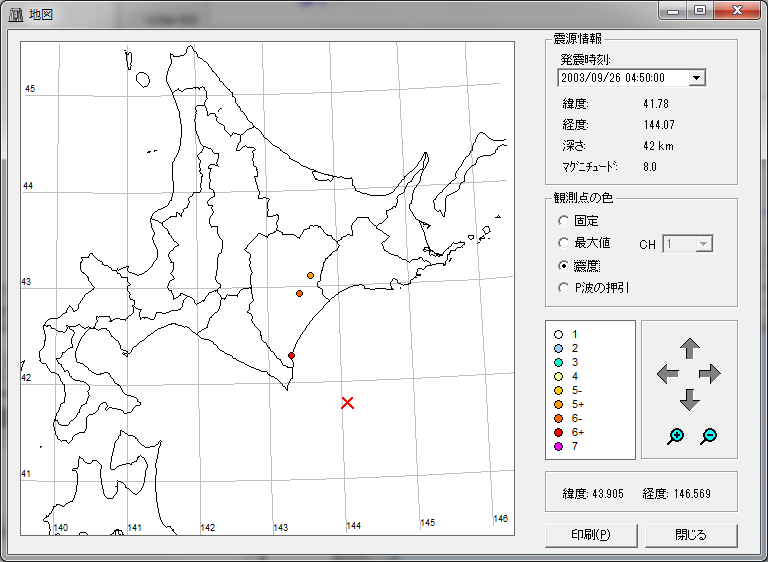 地図
45
44
43
42
41
140 141 142 143 144 145 146
震源情報
発震時刻:
2003/09/26 04:50:00
緯度: 41.78
経度: 144.07
深さ: 42 km
ﾏｸﾞﾆﾁｭｰﾄﾞ: 8.0
観測点の色
固定
最大値 CH 1
震度
P波の押引
1
2
3
4
5-
5+
6-
6+
7
緯度: 43.905 経度: 146.569
印刷(P) 閉じる